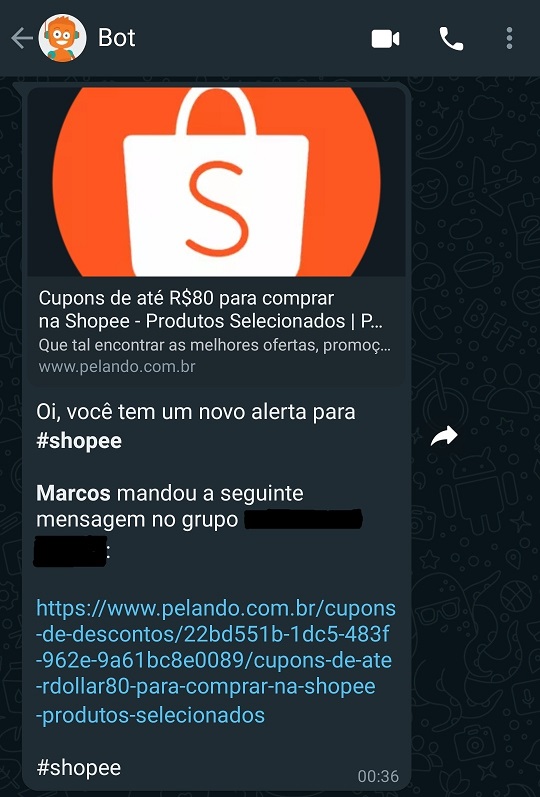 Bot
S
Cupons de até R$80 para comprar
na Shopee - Produtos Selecionados | P...
Que tal encontrar as melhores ofertas, promoç...
www.pelando.com.br
Oi, você tem um novo alerta para
#shopee
Marcos mandou a seguinte
mensagem no grupo
:
https://www.pelando.com.br/cupons
-de-descontos/22bd551b-1dc5-483f
-962e-9a61bc8e0089/cupons-de-ate
-rdollar80-para-comprar-na-shopee
-produtos-selecionados
#shopee
00:36